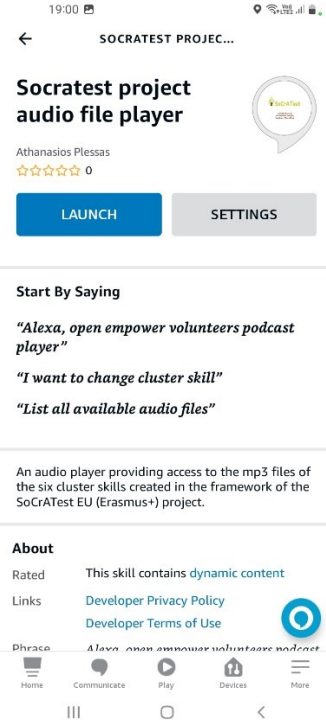 19:00
SOCRATEST PROJEC...
Socratest project
audio file player
SoCrATest
Athanasios Plessas
0
LAUNCH
SETTINGS
Start By Saying
“Alexa, open empower volunteers podcast
player”
“I want to change cluster skill”
“List all available audio files”
An audio player providing access to the mp3 files of
the six cluster skills created in the framework of the
SoCrATest EU (Erasmus+) project.
About
Rated This skill contains dynamic content
Links Developer Privacy Policy
Developer Terms of Use
Phrase Alexa, open empower volunteers podcast
Home Communicate Play Devices More